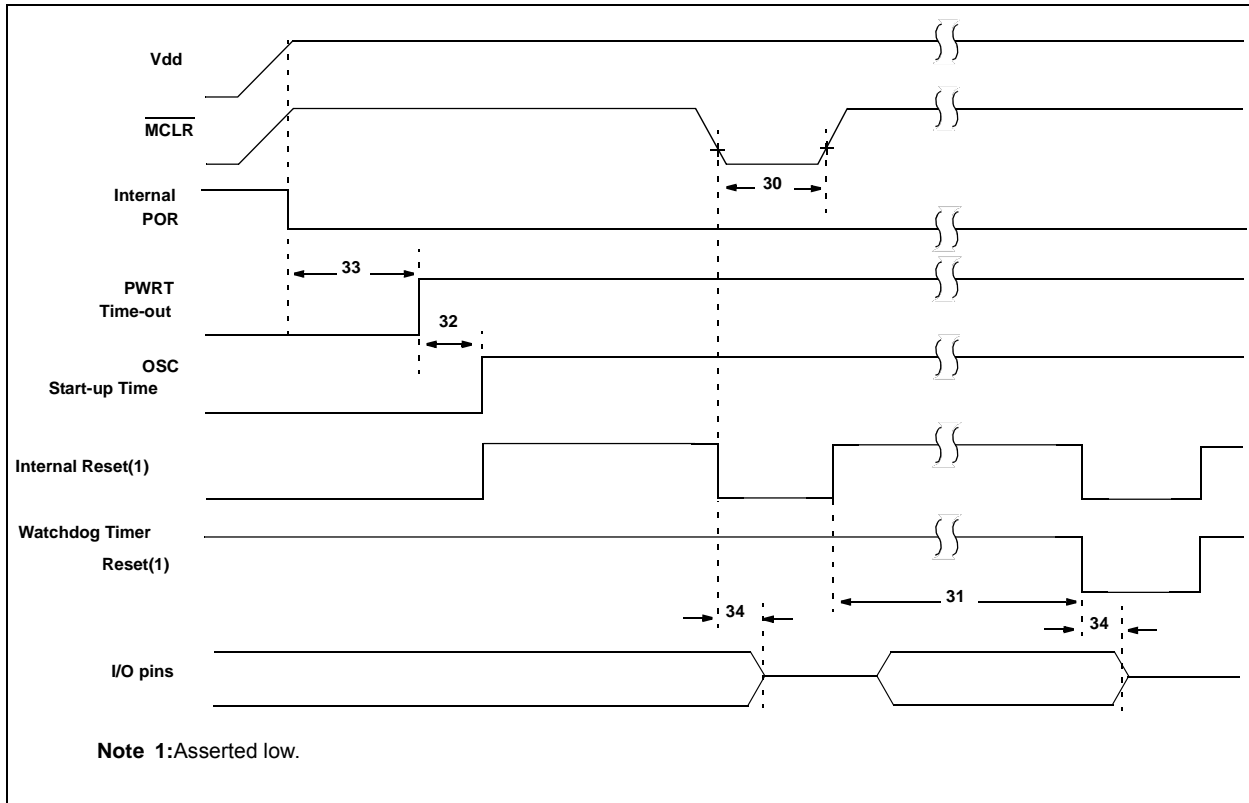 Vdd
MCLR
30
Internal
POR
33
PWRT
Time-out
32
OSC
Start-up Time
Internal Reset(1)
Watchdog Timer
Reset(1)
31
34
34
I/O pins
Note 1:Asserted low.